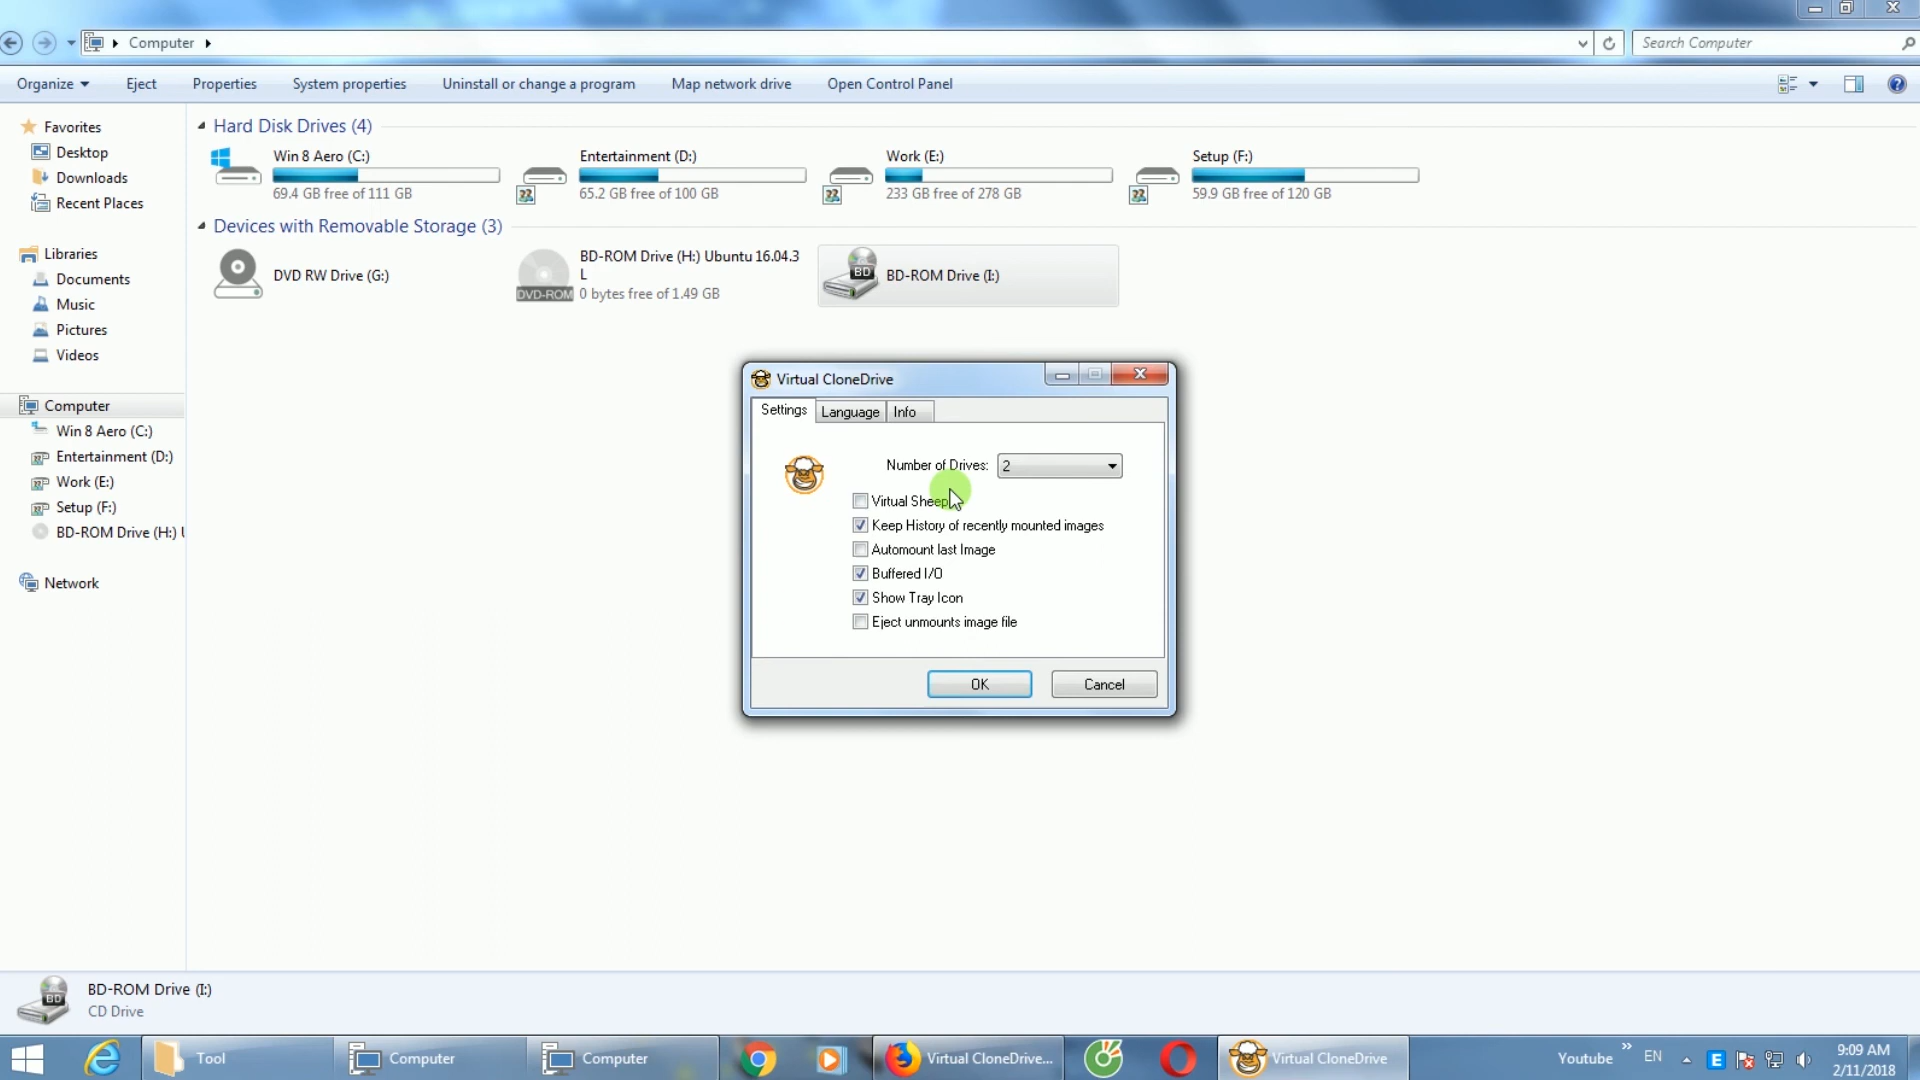 Computer
Search Computer
Organize
Eject
Properties
System properties
Uninstall or change a program
Map network drive
Open Control Panel
Favorites
Desktop
Downloads
Recent Places
Libraries
Documents
Music
Pictures
Videos
Computer
Win 8 Aero (C:)
Entertainment (D:)
Work (E:)
Setup (F:)
BD-ROM Drive (H:) U
Network
Hard Disk Drives (4)
Win 8 Aero (C:)
69.4 GB free of 111 GB
Entertainment (D:)
65.2 GB free of 100 GB
Work (E:)
233 GB free of 278 GB
Setup (F:)
59.9 GB free of 120 GB
Devices with Removable Storage (3)
DVD RW Drive (G:)
DVD-ROM
BD-ROM Drive (H:) Ubuntu 16.04.3
L
0 bytes free of 1.49 GB
BD
BD-ROM Drive (I:)
Virtual CloneDrive
Settings
Language
Info
Number of Drives:
2
Virtual Sheep
Keep History of recently mounted images
Automount last Image
Buffered I/O
Show Tray Icon
Eject unmounts image file
OK
Cancel
BD
BD-ROM Drive (I:)
CD Drive
Tool
Computer
Computer
Virtual CloneDrive...
Virtual CloneDrive
Youtube
EN
E
9:09 AM
2/11/2018